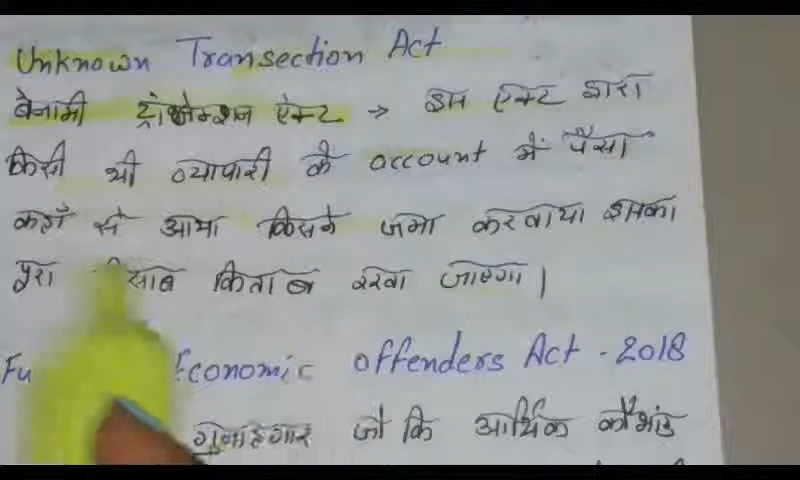 Unknown Transection Act
बेनामी ट्रांजेक्शन ऐक्ट → इस एक्ट द्वारा
किसी भी व्यापारी के account में पैसा
कहाँ से आया किसने जमा करवाया इसका
पुरा किताब रखा जाएगा।
Economic offenders Act - 2018
गुनाहगार जो कि आर्थिक